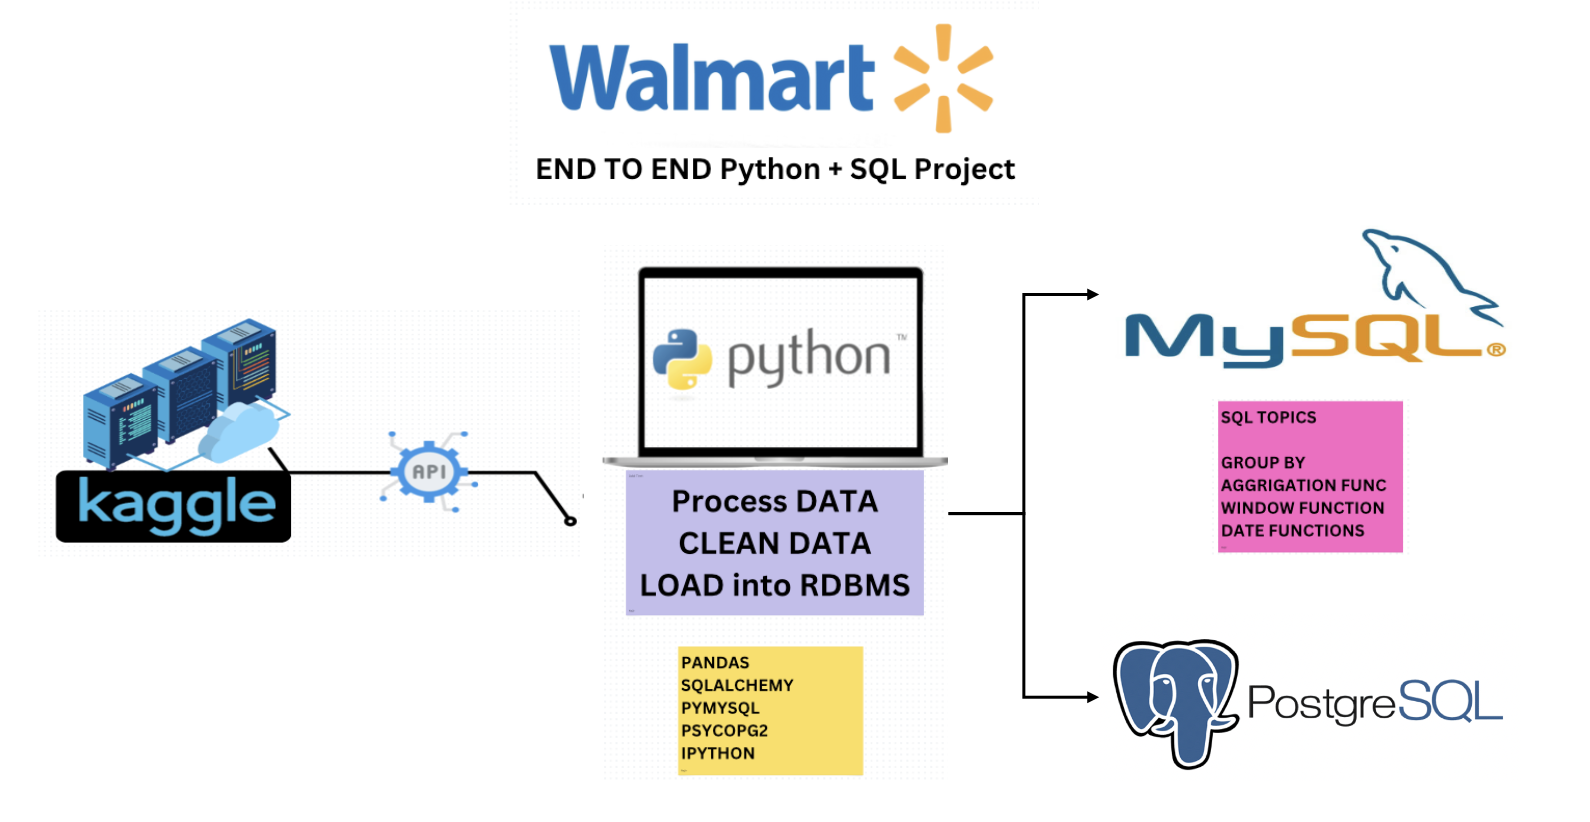 Walmart
END TO END Python + SQL Project
kaggle
API
python™
Process DATA
CLEAN DATA
LOAD into RDBMS
PANDAS
SQLALCHEMY
PYMYSQL
PSYCOPG2
IPYTHON
MySQL®
SQL TOPICS
GROUP BY
AGGRIGATION FUNC
WINDOW FUNCTION
DATE FUNCTIONS
PostgreSQL